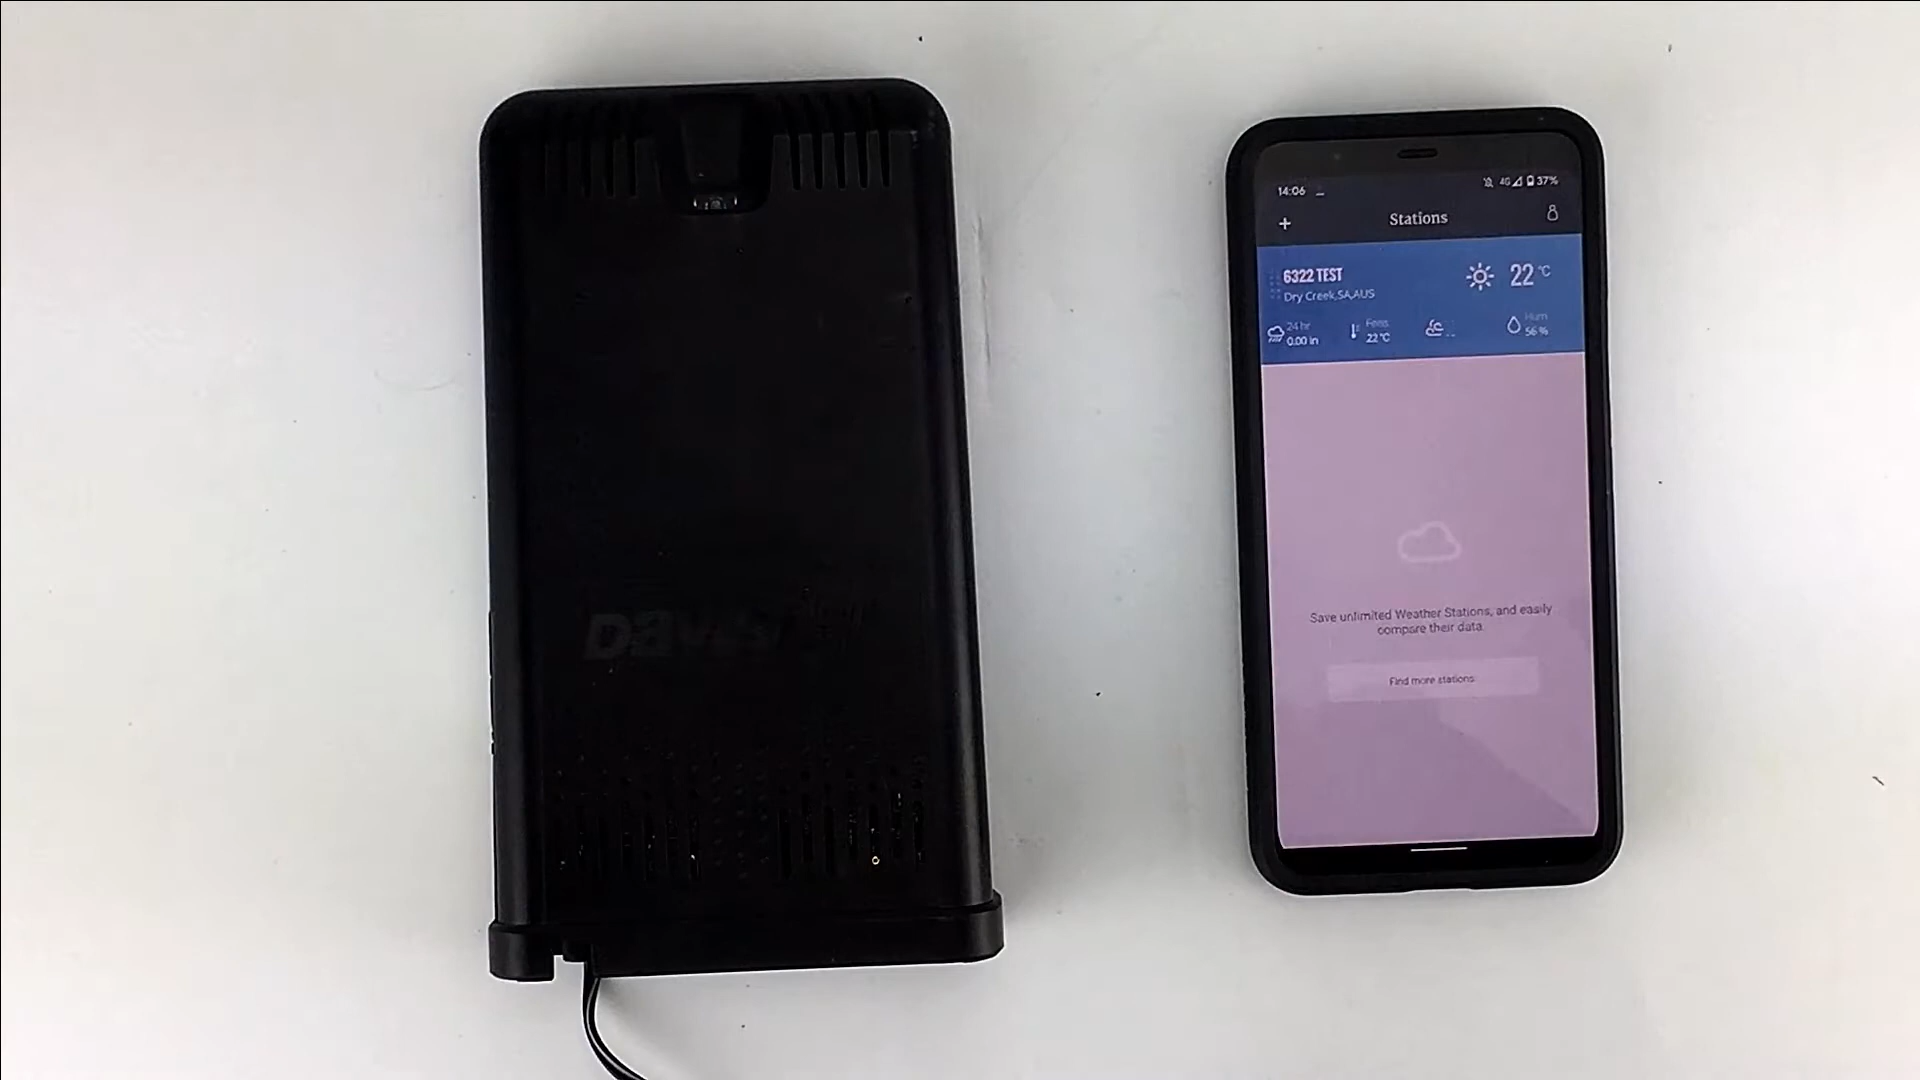 DAVIS
14:06
4G
37%
+
Stations
6322 TEST
22 °C
Dry Creek, SA, AUS
24 hr
0.00 in
Feels
22 °C
--
Hum
56 %
Save unlimited Weather Stations, and easily
compare their data.
Find more stations